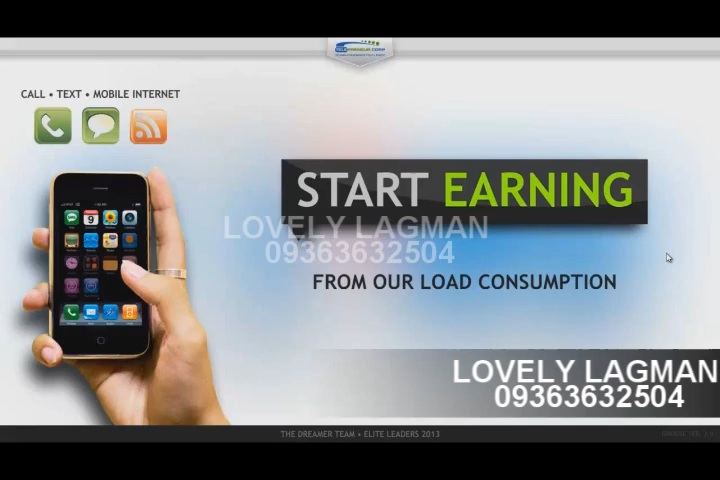 CALL • TEXT • MOBILE INTERNET
START EARNING
LOVELY LAGMAN
09363632504
FROM OUR LOAD CONSUMPTION
LOVELY LAGMAN
09363632504
THE DREAMER TEAM • ELITE LEADERS 2013